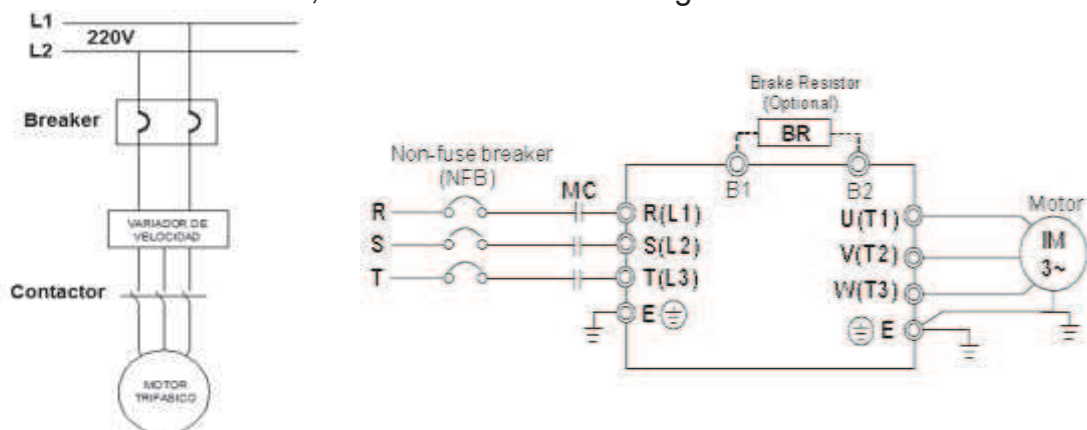 L1
220V
L2
Breaker
VARIADOR DE
VELOCIDAD
Contactor
MOTOR
TRIFASICO
Brake Resistor
(Optional)
BR
B1
B2
Non-fuse breaker
(NFB)
MC
R
R(L1)
S
S(L2)
T
T(L3)
E
U(T1)
V(T2)
W(T3)
E
Motor
IM
3~